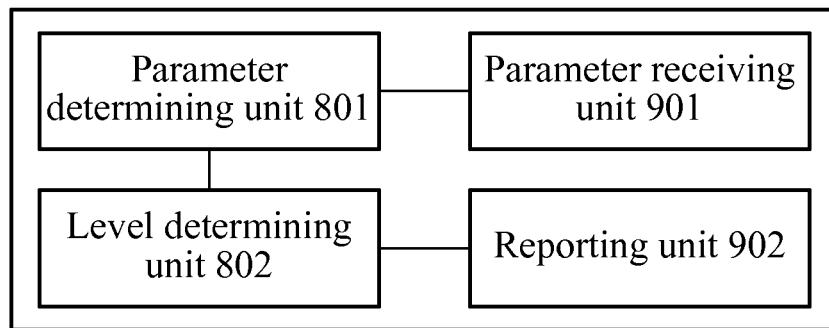 Parameter
determining unit 801
Parameter receiving
unit 901
Level determining
unit 802
Reporting unit 902